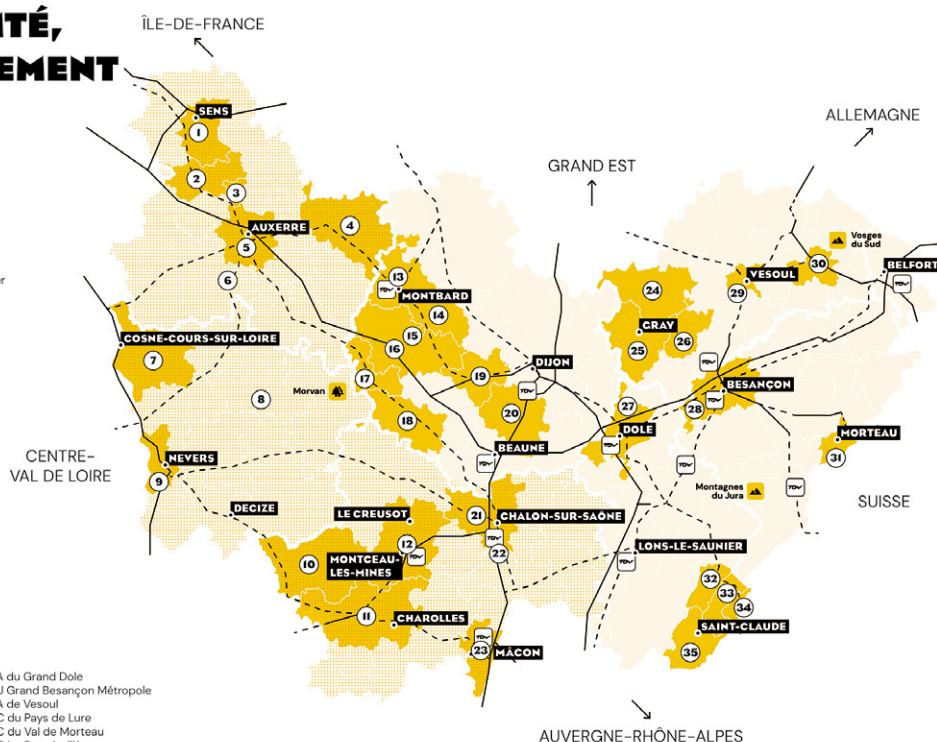 ITÉ,
EMENT
ÎLE-DE-FRANCE
ALLEMAGNE
GRAND EST
SENS
1
2
3
4
AUXERRE
5
6
Vosges
du Sud
30
BELFORT
VESOUL
29
13
MONTBARD
14
15
16
24
GRAY
25
26
COSNE-COURS-SUR-LOIRE
7
8
Morvan
17
18
19
DIJON
20
27
DOLE
28
BESANÇON
MORTEAU
31
BEAUNE
CENTRE-
VAL DE LOIRE
NEVERS
9
DECIZE
LE CREUSOT
21
CHALON-SUR-SAÔNE
22
Montagnes
du Jura
SUISSE
10
12
MONTCEAU-
LES-MINES
LONS-LE-SAUNIER
11
CHAROLLES
32
33
34
SAINT-CLAUDE
35
23
MÂCON
A du Grand Dole
U Grand Besançon Métropole
A de Vesoul
C du Pays de Lure
C du Val de Morteau
AUVERGNE-RHÔNE-ALPES